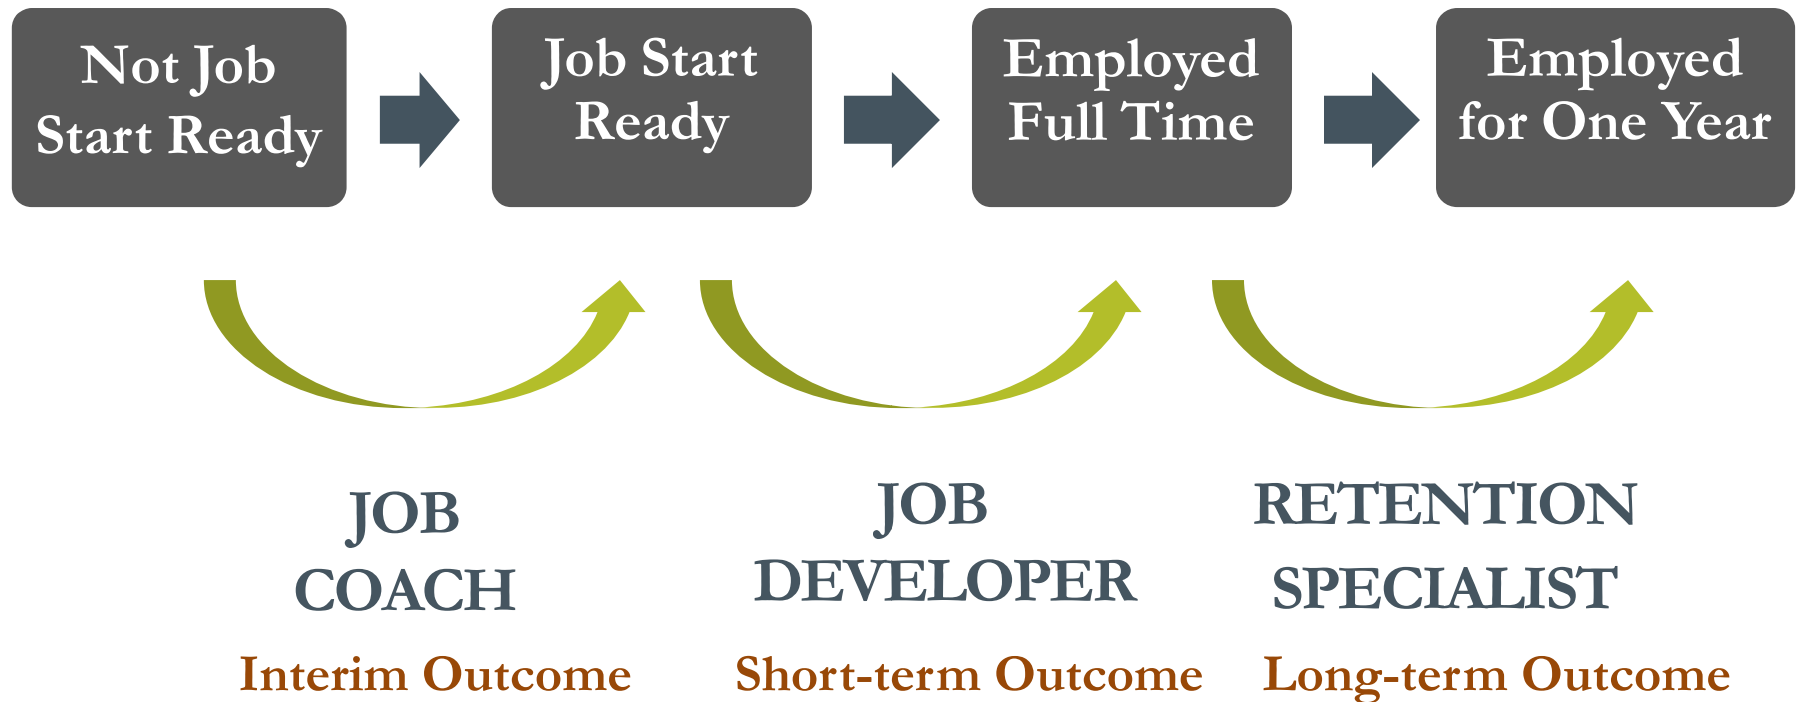 Not Job
Start Ready
Job Start
Ready
Employed
Full Time
Employed
for One Year
JOB
COACH
Interim Outcome
JOB
DEVELOPER
Short-term Outcome
RETENTION
SPECIALIST
Long-term Outcome